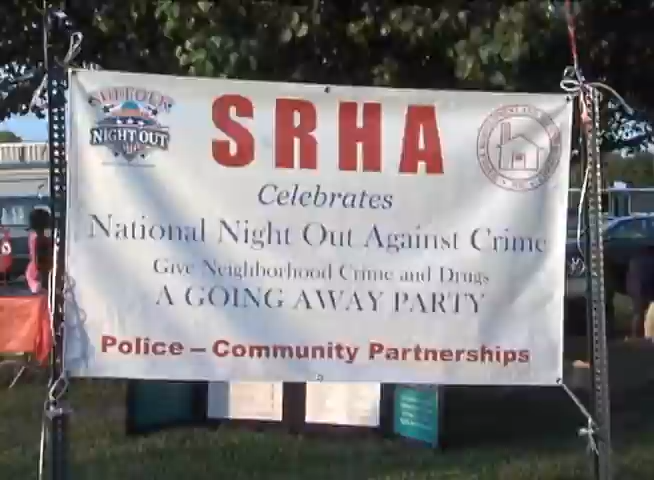 SUFFOLK
NIGHT OUT
SRHA
Celebrates
National Night Out Against Crime
Give Neighborhood Crime and Drugs
A GOING AWAY PARTY
Police – Community Partnerships